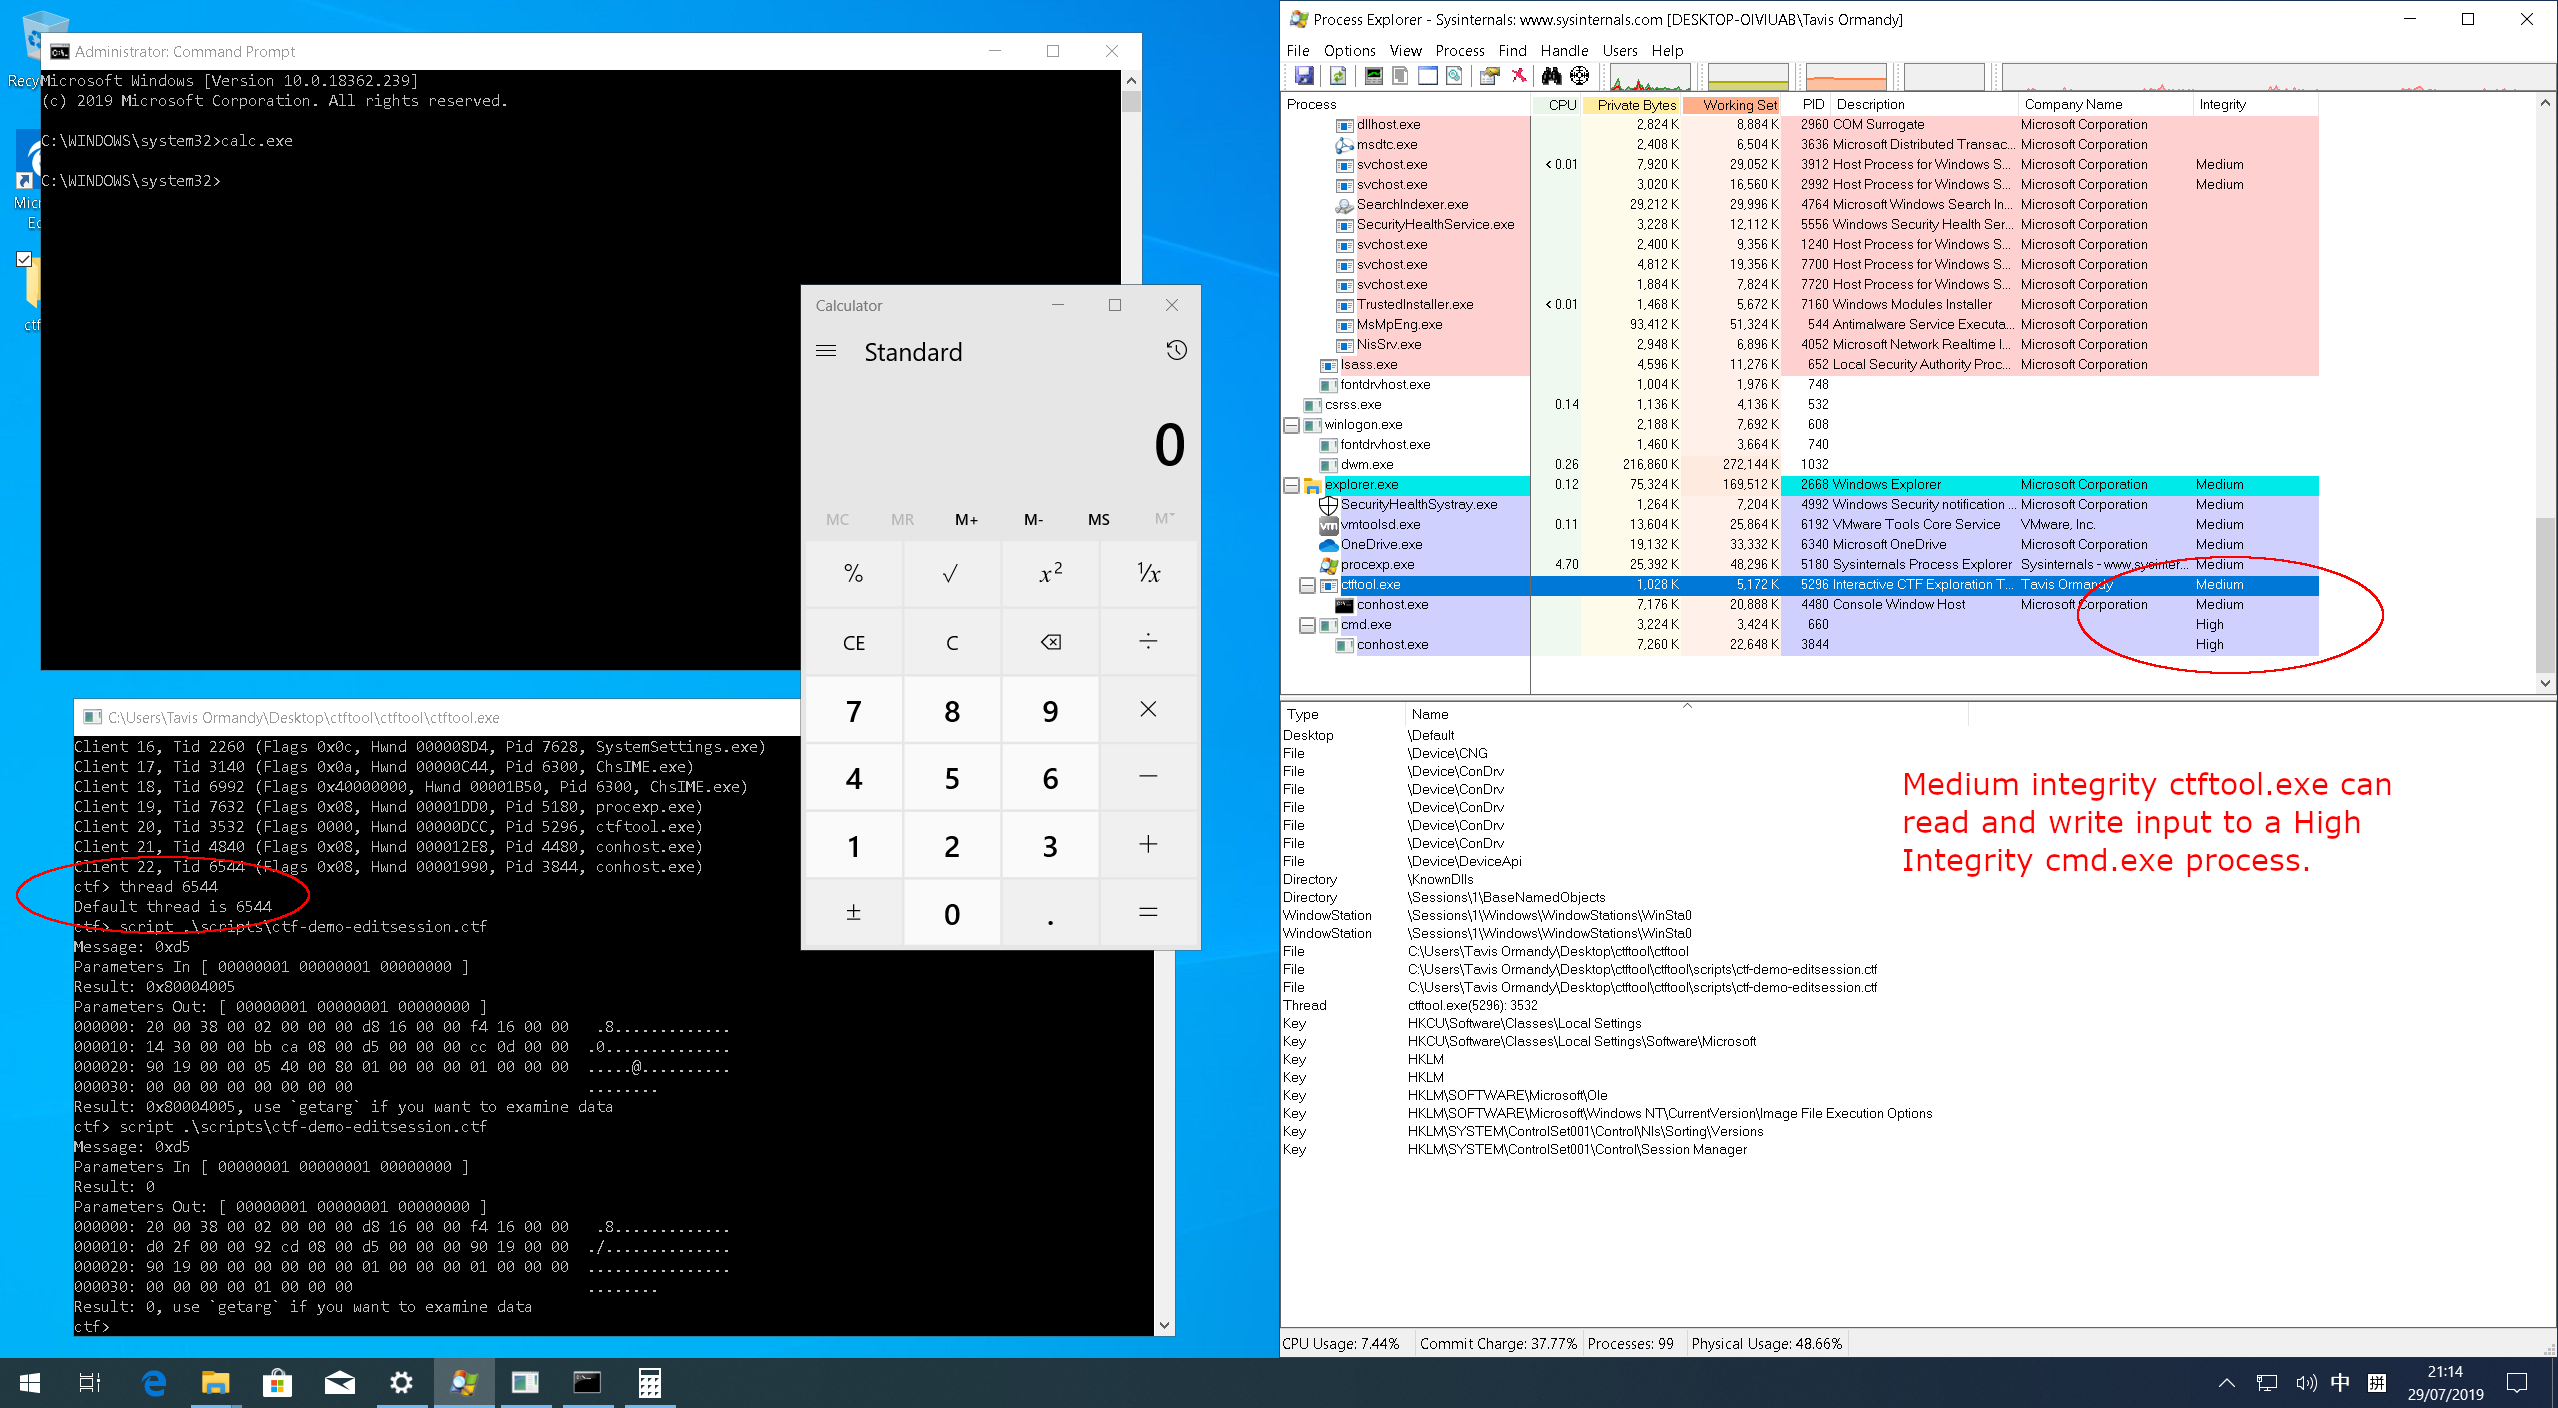 Recy
Mic
Ec
ctf
Administrator: Command Prompt
Microsoft Windows [Version 10.0.18362.239]
(c) 2019 Microsoft Corporation. All rights reserved.
C:\WINDOWS\system32>calc.exe
C:\WINDOWS\system32>
Calculator
Standard
0
MC MR M+ M- MS M˅
% √ x² ¹/x
CE C ÷
7 8 9 ×
4 5 6 −
1 2 3 +
± 0 . =
C:\Users\Tavis Ormandy\Desktop\ctftool\ctftool\ctftool.exe
Client 16, Tid 2260 (Flags 0x0c, Hwnd 000008D4, Pid 7628, SystemSettings.exe)
Client 17, Tid 3140 (Flags 0x0a, Hwnd 00000C44, Pid 6300, ChsIME.exe)
Client 18, Tid 6992 (Flags 0x40000000, Hwnd 00001B50, Pid 6300, ChsIME.exe)
Client 19, Tid 7632 (Flags 0x08, Hwnd 00001DD0, Pid 5180, procexp.exe)
Client 20, Tid 3532 (Flags 0000, Hwnd 00000DCC, Pid 5296, ctftool.exe)
Client 21, Tid 4840 (Flags 0x08, Hwnd 000012E8, Pid 4480, conhost.exe)
Client 22, Tid 6544 (Flags 0x08, Hwnd 00001990, Pid 3844, conhost.exe)
ctf> thread 6544
Default thread is 6544
ctf> script .\scripts\ctf-demo-editsession.ctf
Message: 0xd5
Parameters In [ 00000001 00000001 00000000 ]
Result: 0x80004005
Parameters Out: [ 00000001 00000001 00000000 ]
000000: 20 00 38 00 02 00 00 00 d8 16 00 00 f4 16 00 00 .8.............
000010: 14 30 00 00 bb ca 08 00 d5 00 00 00 cc 0d 00 00 .0..............
000020: 90 19 00 00 05 40 00 80 01 00 00 00 01 00 00 00 .....@..........
000030: 00 00 00 00 00 00 00 00 ........
Result: 0x80004005, use `getarg` if you want to examine data
ctf> script .\scripts\ctf-demo-editsession.ctf
Message: 0xd5
Parameters In [ 00000001 00000001 00000000 ]
Result: 0
Parameters Out: [ 00000001 00000001 00000000 ]
000000: 20 00 38 00 02 00 00 00 d8 16 00 00 f4 16 00 00 .8.............
000010: d0 2f 00 00 92 cd 08 00 d5 00 00 00 90 19 00 00 ./..............
000020: 90 19 00 00 00 00 00 00 01 00 00 00 01 00 00 00 ................
000030: 00 00 00 00 01 00 00 00 ........
Result: 0, use `getarg` if you want to examine data
ctf>
Process Explorer - Sysinternals: www.sysinternals.com [DESKTOP-OIVIUAB\Tavis Ormandy]
File Options View Process Find Handle Users Help
Process CPU Private Bytes Working Set PID Description Company Name Integrity
dllhost.exe 2,824 K 8,884 K 2960 COM Surrogate Microsoft Corporation
msdtc.exe 2,408 K 6,504 K 3636 Microsoft Distributed Transac... Microsoft Corporation
svchost.exe < 0.01 7,920 K 29,052 K 3912 Host Process for Windows S... Microsoft Corporation Medium
svchost.exe 3,020 K 16,560 K 2992 Host Process for Windows S... Microsoft Corporation Medium
SearchIndexer.exe 29,212 K 29,996 K 4764 Microsoft Windows Search In... Microsoft Corporation
SecurityHealthService.exe 3,228 K 12,112 K 5556 Windows Security Health Ser... Microsoft Corporation
svchost.exe 2,400 K 9,356 K 1240 Host Process for Windows S... Microsoft Corporation
svchost.exe 4,812 K 19,356 K 7700 Host Process for Windows S... Microsoft Corporation
svchost.exe 1,884 K 7,824 K 7720 Host Process for Windows S... Microsoft Corporation
TrustedInstaller.exe < 0.01 1,468 K 5,672 K 7160 Windows Modules Installer Microsoft Corporation
MsMpEng.exe 93,412 K 51,324 K 544 Antimalware Service Executa... Microsoft Corporation
NisSrv.exe 2,948 K 6,896 K 4052 Microsoft Network Realtime I... Microsoft Corporation
lsass.exe 4,596 K 11,276 K 652 Local Security Authority Proc... Microsoft Corporation
fontdrvhost.exe 1,004 K 1,976 K 748
csrss.exe 0.14 1,136 K 4,136 K 532
winlogon.exe 2,188 K 7,692 K 608
fontdrvhost.exe 1,460 K 3,664 K 740
dwm.exe 0.26 216,860 K 272,144 K 1032
explorer.exe 0.12 75,324 K 169,512 K 2668 Windows Explorer Microsoft Corporation Medium
SecurityHealthSystray.exe 1,264 K 7,204 K 4992 Windows Security notification ... Microsoft Corporation Medium
vmtoolsd.exe 0.11 13,604 K 25,864 K 6192 VMware Tools Core Service VMware, Inc. Medium
OneDrive.exe 19,132 K 33,332 K 6340 Microsoft OneDrive Microsoft Corporation Medium
procexp.exe 4.70 25,392 K 48,296 K 5180 Sysinternals Process Explorer Sysinternals - www.sysinter... Medium
ctftool.exe 1,028 K 5,172 K 5296 Interactive CTF Exploration T... Tavis Ormandy Medium
conhost.exe 7,176 K 20,888 K 4480 Console Window Host Microsoft Corporation Medium
cmd.exe 3,224 K 3,424 K 660 High
conhost.exe 7,260 K 22,648 K 3844 High
Type Name
Desktop \Default
File \Device\CNG
File \Device\ConDrv
File \Device\ConDrv
File \Device\ConDrv
File \Device\ConDrv
File \Device\ConDrv
File \Device\DeviceApi
Directory \KnownDlls
Directory \Sessions\1\BaseNamedObjects
WindowStation \Sessions\1\Windows\WindowStations\WinSta0
WindowStation \Sessions\1\Windows\WindowStations\WinSta0
File C:\Users\Tavis Ormandy\Desktop\ctftool\ctftool
File C:\Users\Tavis Ormandy\Desktop\ctftool\ctftool\scripts\ctf-demo-editsession.ctf
File C:\Users\Tavis Ormandy\Desktop\ctftool\ctftool\scripts\ctf-demo-editsession.ctf
Thread ctftool.exe(5296): 3532
Key HKCU\Software\Classes\Local Settings
Key HKCU\Software\Classes\Local Settings\Software\Microsoft
Key HKLM
Key HKLM
Key HKLM\SOFTWARE\Microsoft\Ole
Key HKLM\SOFTWARE\Microsoft\Windows NT\CurrentVersion\Image File Execution Options
Key HKLM\SYSTEM\ControlSet001\Control\Nls\Sorting\Versions
Key HKLM\SYSTEM\ControlSet001\Control\Session Manager
Medium integrity ctftool.exe can
read and write input to a High
Integrity cmd.exe process.
CPU Usage: 7.44% Commit Charge: 37.77% Processes: 99 Physical Usage: 48.66%
中 拼
21:14
29/07/2019